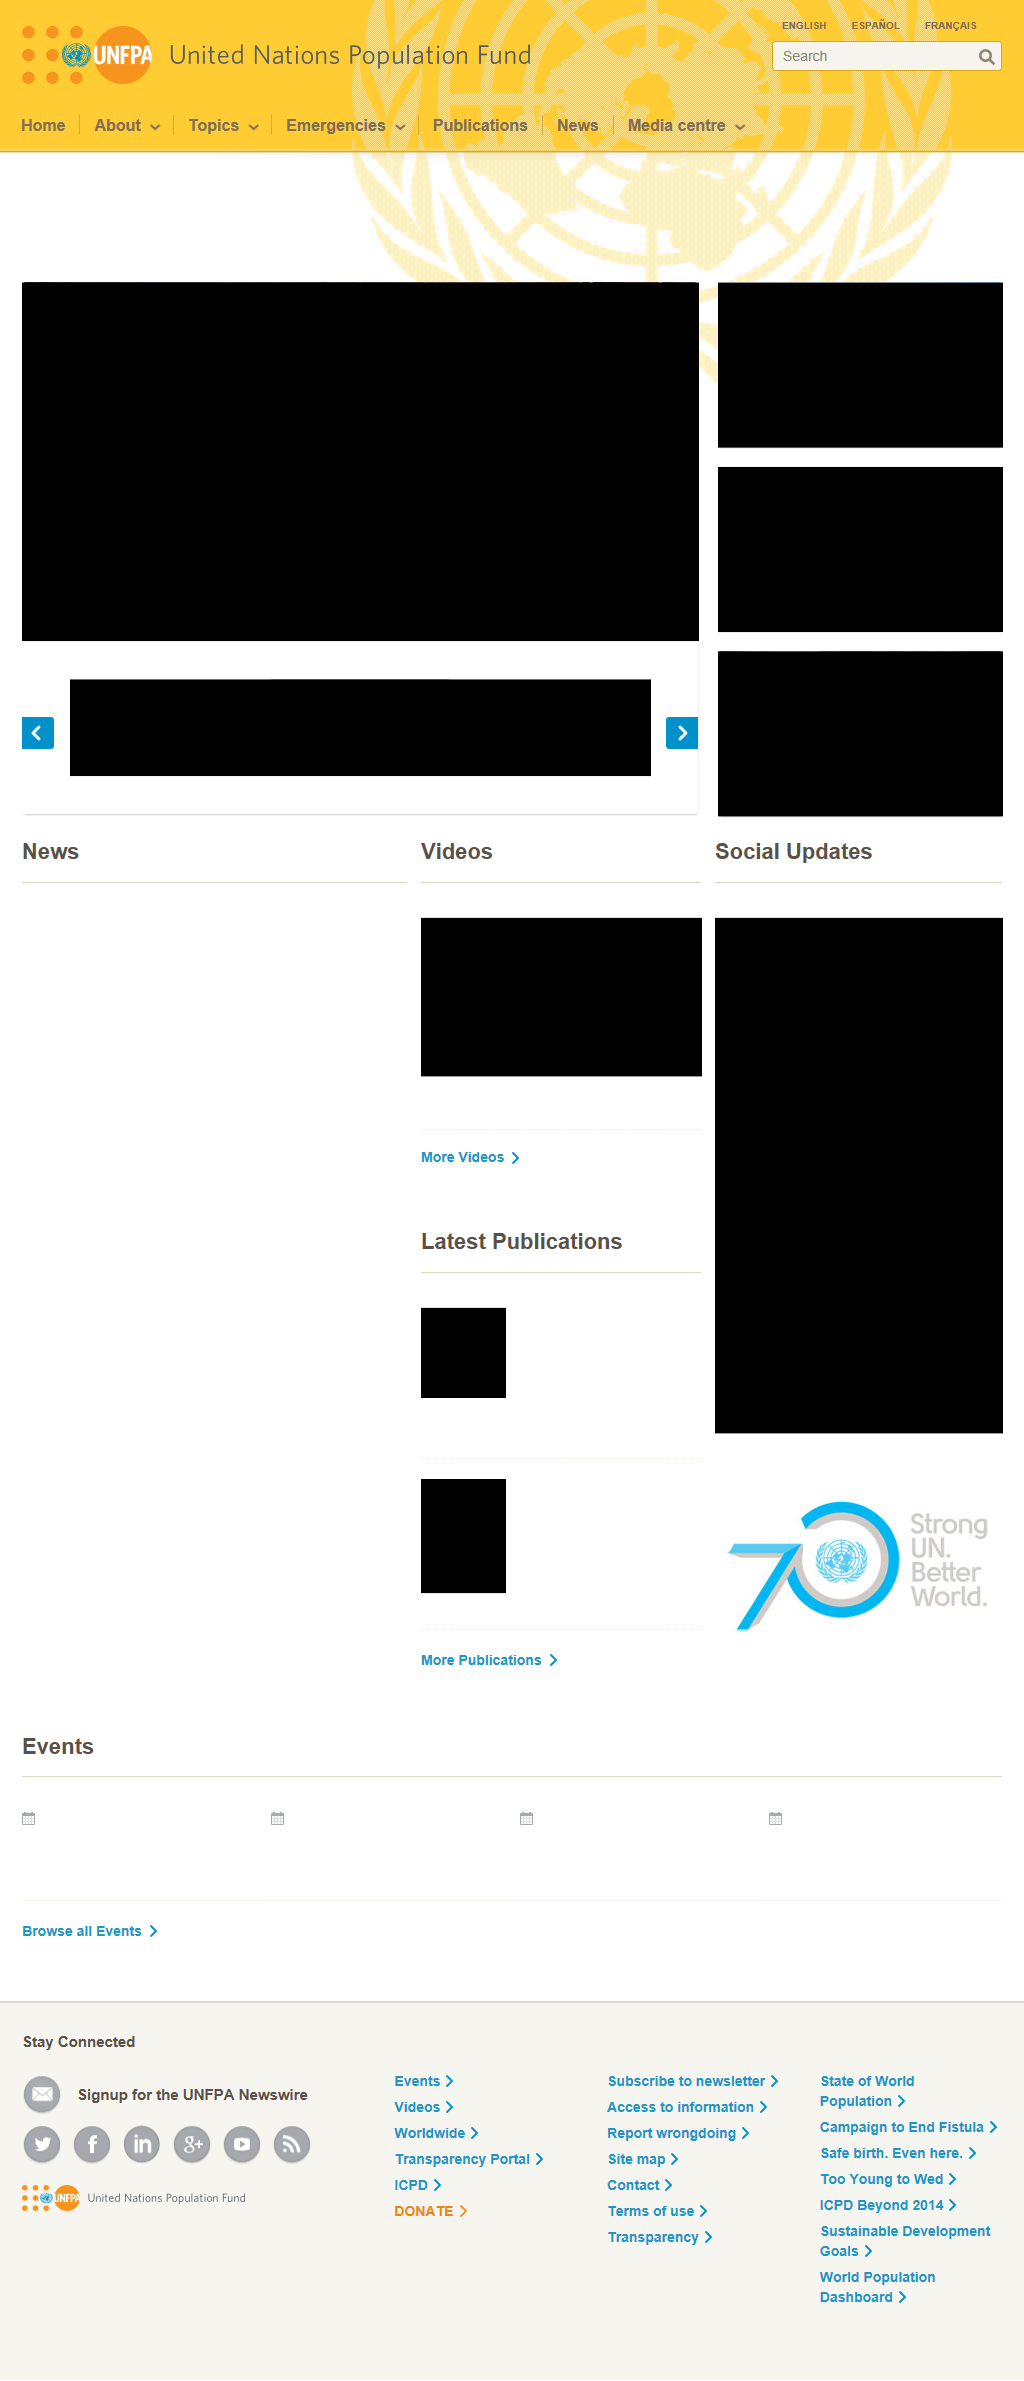 ENGLISH ESPAÑOL FRANÇAIS
UNFPA United Nations Population Fund
Search
Home About Topics Emergencies Publications News Media centre
News
Videos
Social Updates
More Videos
Latest Publications
70
Strong
UN.
Better
World.
More Publications
Events
Browse all Events
Stay Connected
Signup for the UNFPA Newswire
UNFPA United Nations Population Fund
Events
Videos
Worldwide
Transparency Portal
ICPD
DONATE
Subscribe to newsletter
Access to information
Report wrongdoing
Site map
Contact
Terms of use
Transparency
State of World
Population
Campaign to End Fistula
Safe birth. Even here.
Too Young to Wed
ICPD Beyond 2014
Sustainable Development
Goals
World Population
Dashboard